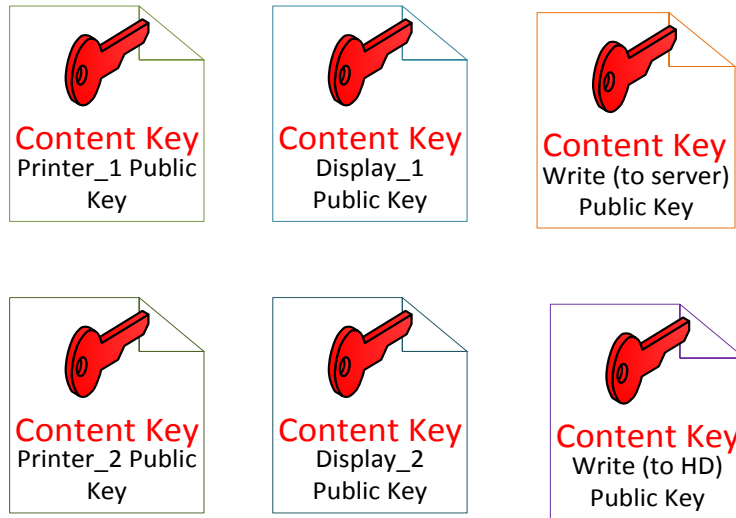 Content Key
Printer_1 Public
Key
Content Key
Display_1
Public Key
Content Key
Write (to server)
Public Key
Content Key
Printer_2 Public
Key
Content Key
Display_2
Public Key
Content Key
Write (to HD)
Public Key